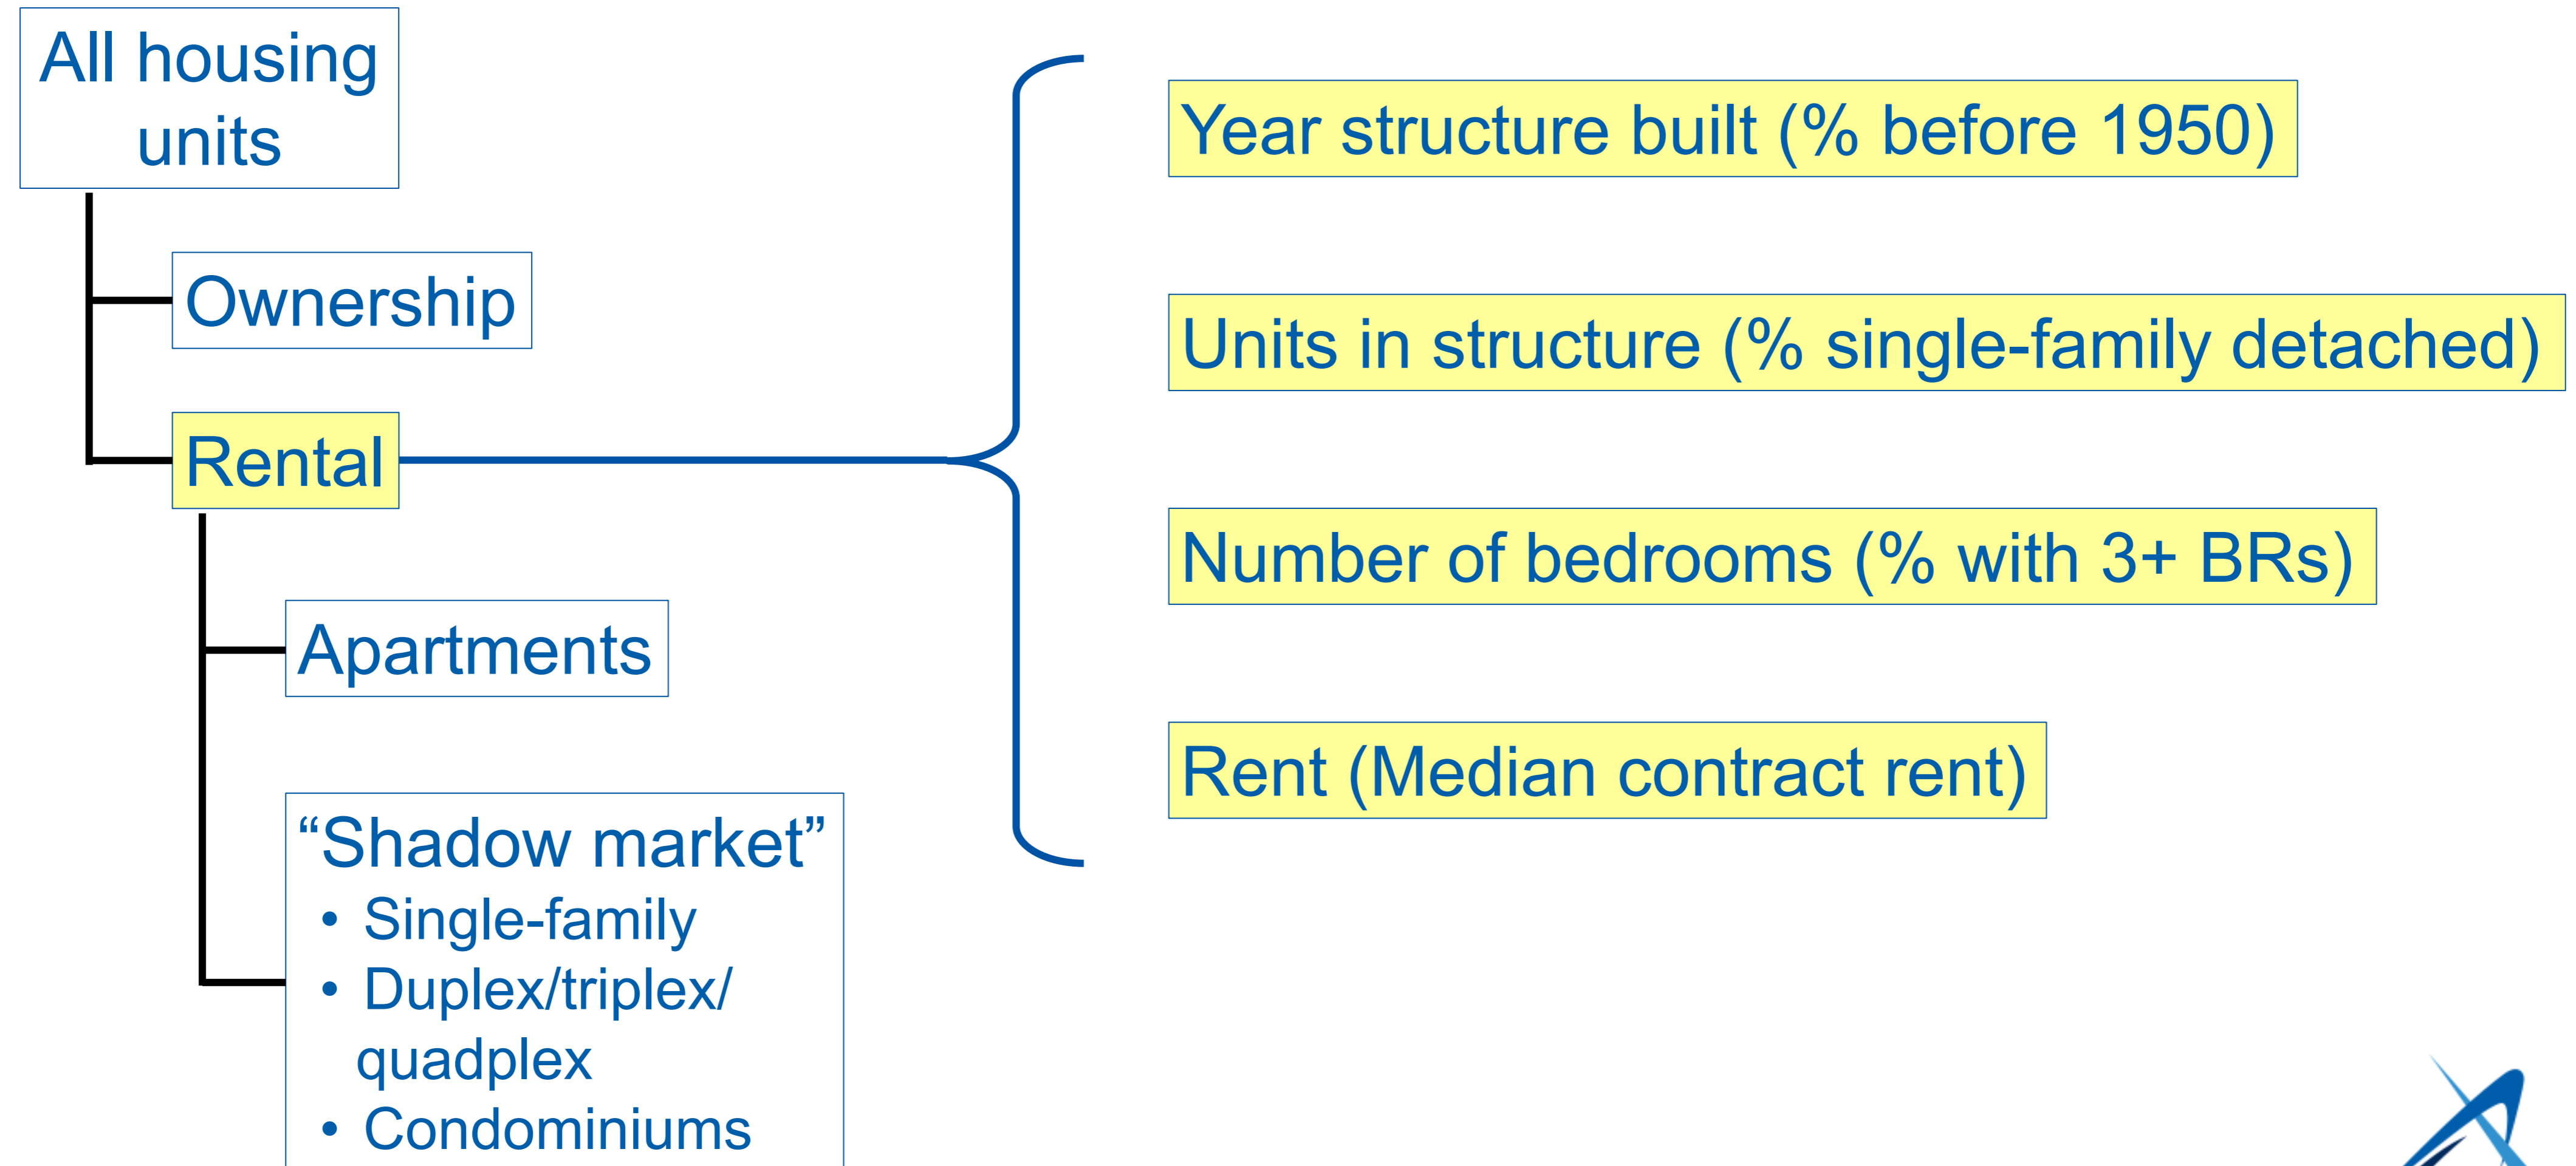 All housing
units
Ownership
Rental
Apartments
“Shadow market”
• Single-family
• Duplex/triplex/
quadplex
• Condominiums
Year structure built (% before 1950)
Units in structure (% single-family detached)
Number of bedrooms (% with 3+ BRs)
Rent (Median contract rent)